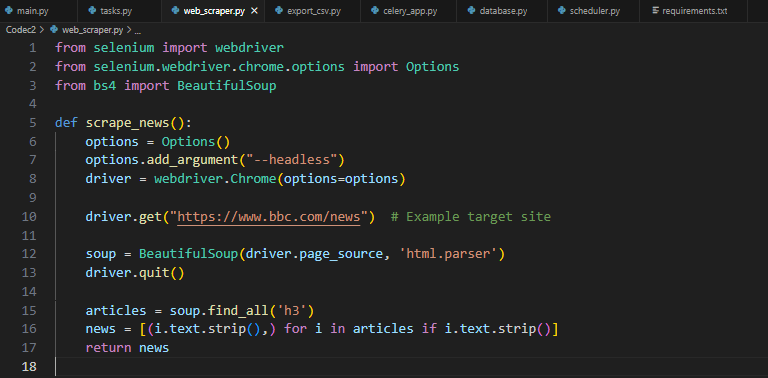 main.py tasks.py web_scraper.py × export_csv.py celery_app.py database.py scheduler.py requirements.txt
Codec2 > web_scraper.py > ...
1 from selenium import webdriver
2 from selenium.webdriver.chrome.options import Options
3 from bs4 import BeautifulSoup
4
5 def scrape_news():
6     options = Options()
7     options.add_argument("--headless")
8     driver = webdriver.Chrome(options=options)
9
10     driver.get("https://www.bbc.com/news")  # Example target site
11
12     soup = BeautifulSoup(driver.page_source, 'html.parser')
13     driver.quit()
14
15     articles = soup.find_all('h3')
16     news = [(i.text.strip(),) for i in articles if i.text.strip()]
17     return news
18